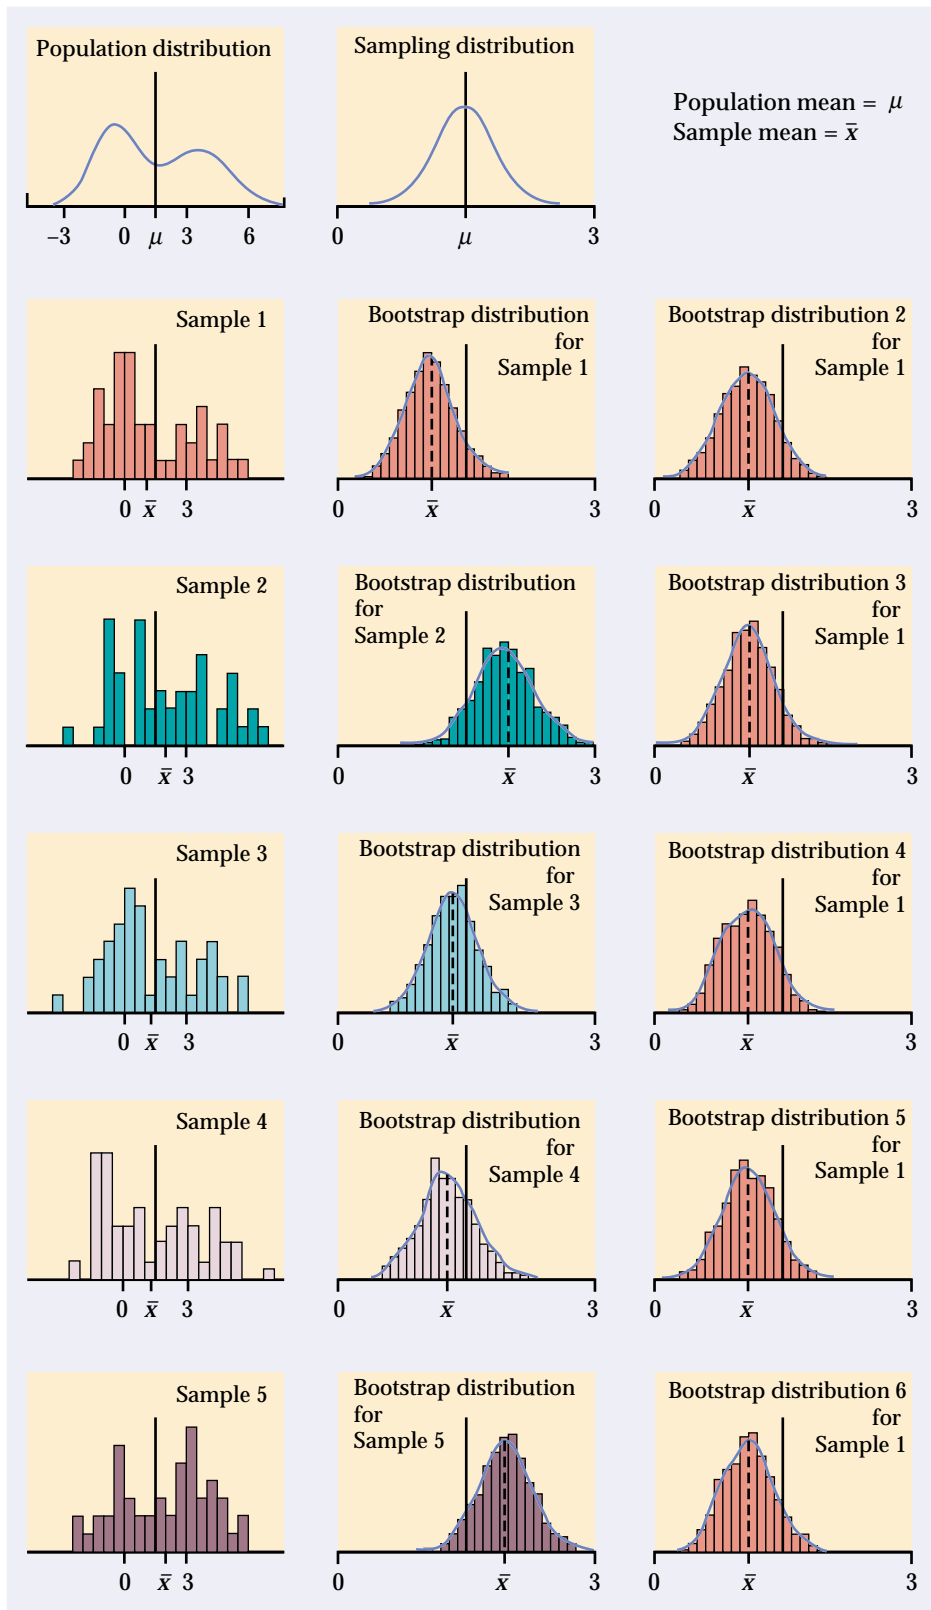 Population distribution
−3 0 μ 3 6
Sampling distribution
0 μ 3
Population mean = μ
Sample mean = x̄
Sample 1
0 x̄ 3
Bootstrap distribution
for
Sample 1
0 x̄ 3
Bootstrap distribution 2
for
Sample 1
0 x̄ 3
Sample 2
0 x̄ 3
Bootstrap distribution
for
Sample 2
0 x̄ 3
Bootstrap distribution 3
for
Sample 1
0 x̄ 3
Sample 3
0 x̄ 3
Bootstrap distribution
for
Sample 3
0 x̄ 3
Bootstrap distribution 4
for
Sample 1
0 x̄ 3
Sample 4
0 x̄ 3
Bootstrap distribution
for
Sample 4
0 x̄ 3
Bootstrap distribution 5
for
Sample 1
0 x̄ 3
Sample 5
0 x̄ 3
Bootstrap distribution
for
Sample 5
0 x̄ 3
Bootstrap distribution 6
for
Sample 1
0 x̄ 3